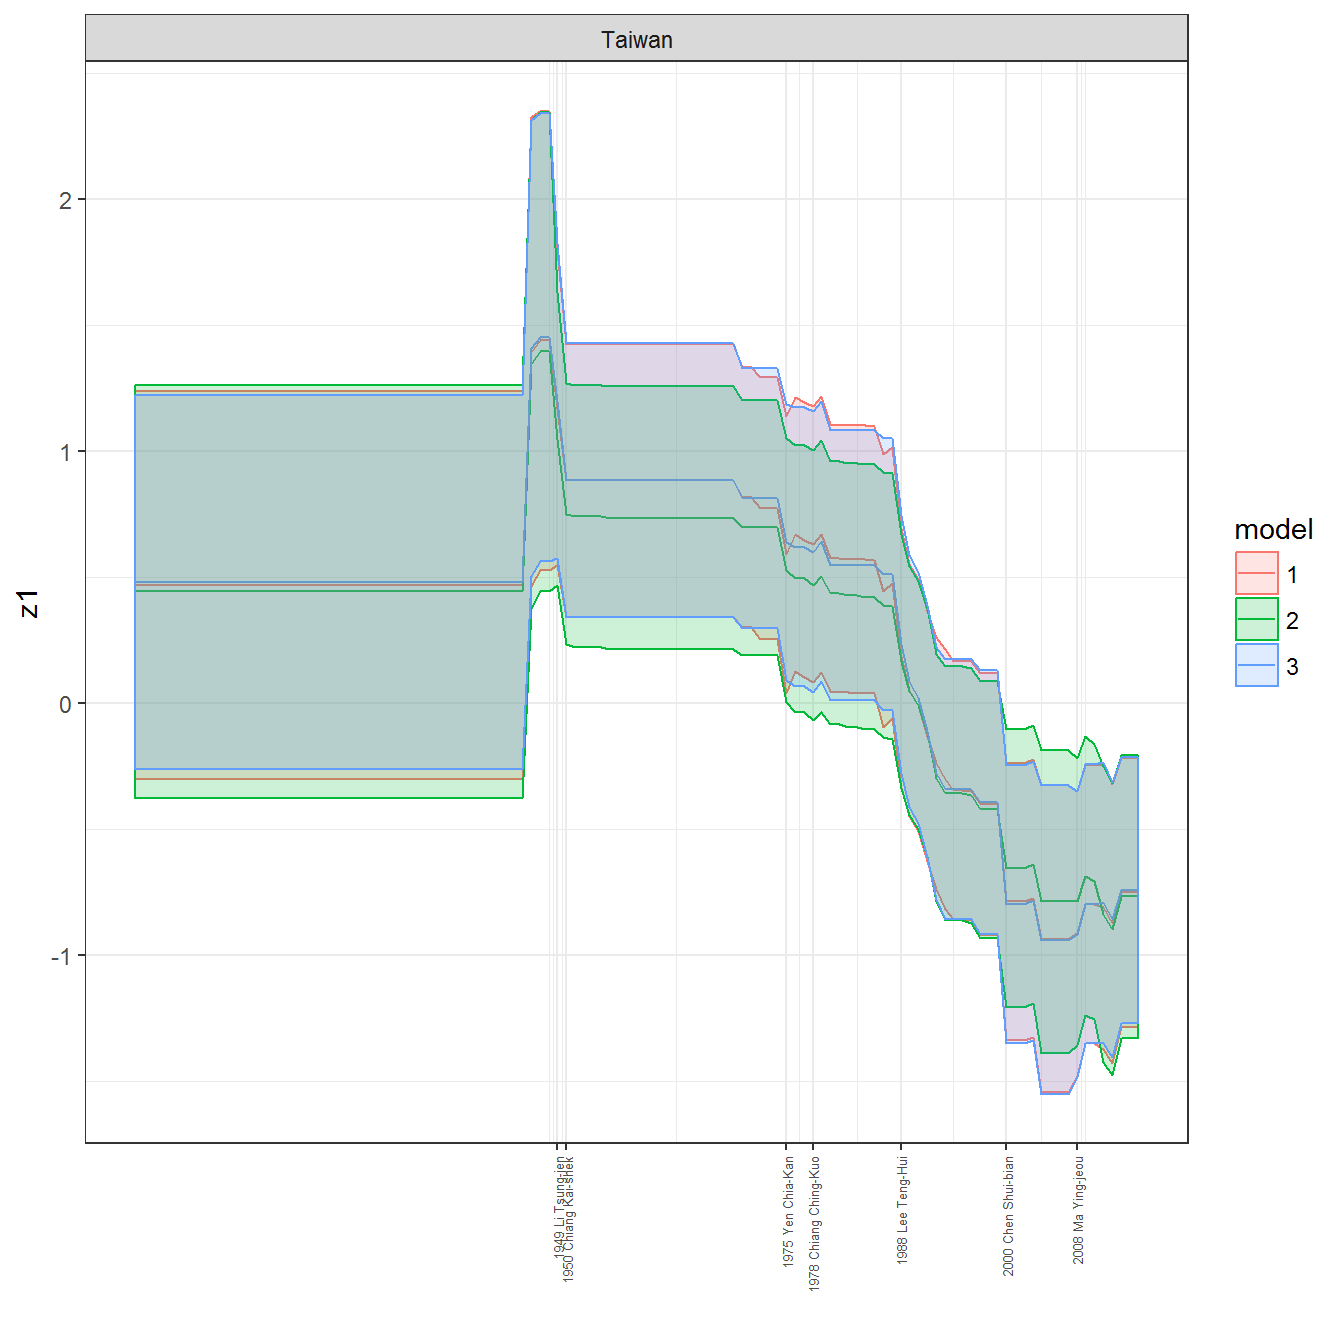 Taiwan
z1
2
1
0
-1
1949 Li Tsung-jen
1950 Chiang Kai-shek
1975 Yen Chia-Kan
1978 Chiang Ching-Kuo
1988 Lee Teng-Hui
2000 Chen Shui-bian
2008 Ma Ying-jeou
model
1
2
3